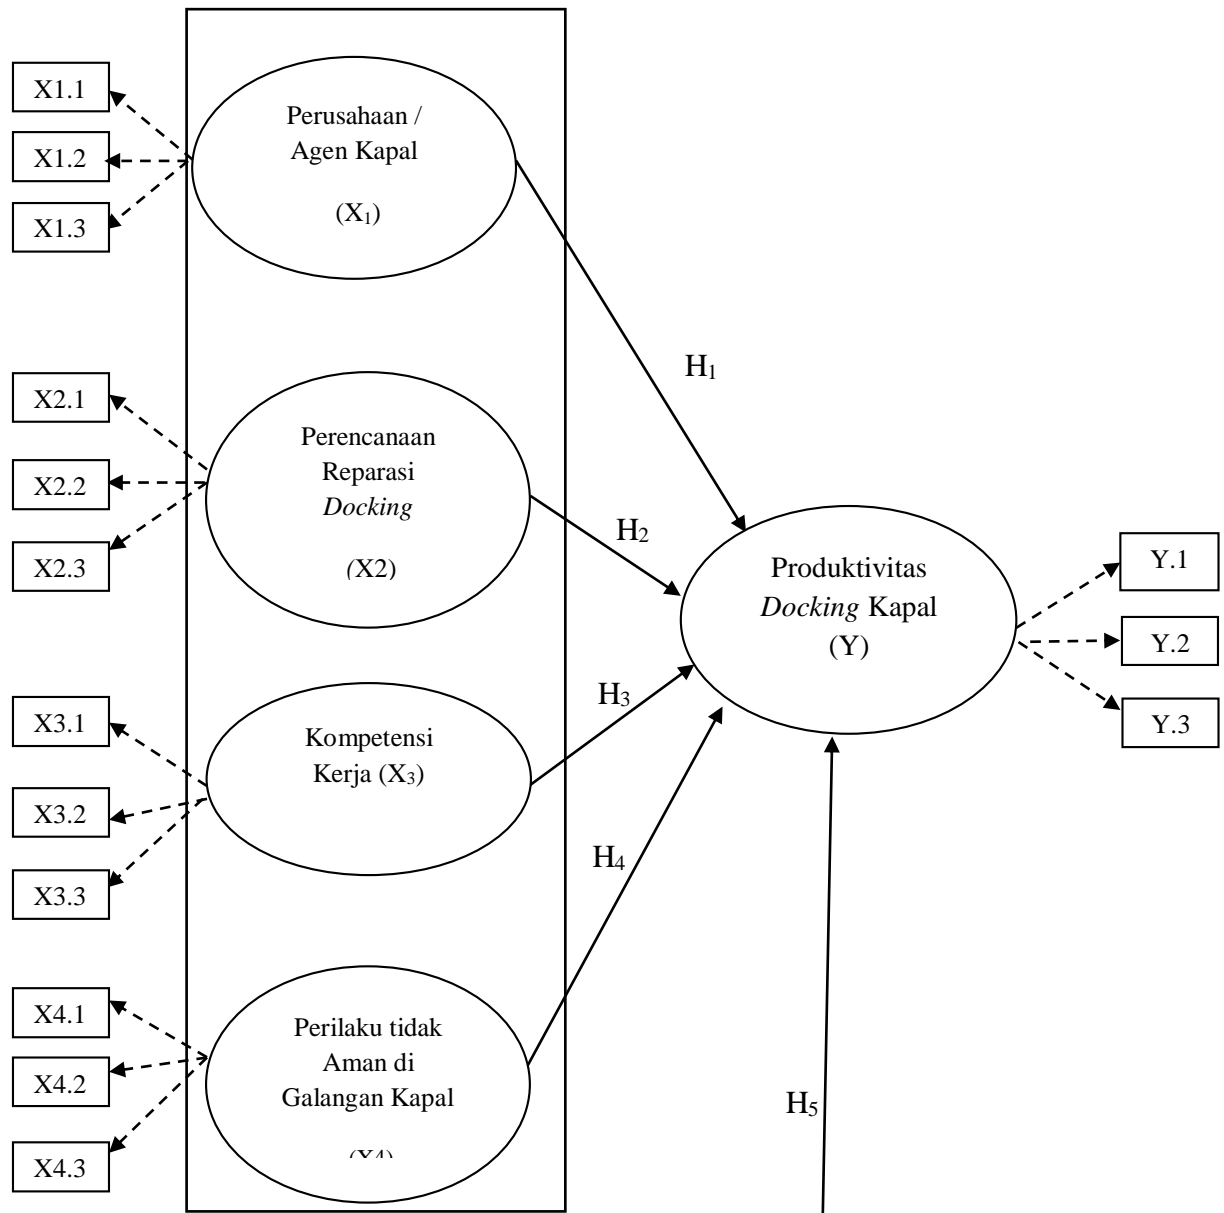 X1.1
X1.2
X1.3
Perusahaan /
Agen Kapal
(X₁)
H₁
X2.1
X2.2
X2.3
Perencanaan
Reparasi
Docking
(X2)
H₂
Produktivitas
Docking Kapal
(Y)
Y.1
Y.2
Y.3
X3.1
X3.2
X3.3
Kompetensi
Kerja (X₃)
H₃
H₄
X4.1
X4.2
X4.3
Perilaku tidak
Aman di
Galangan Kapal
(X4)
H₅